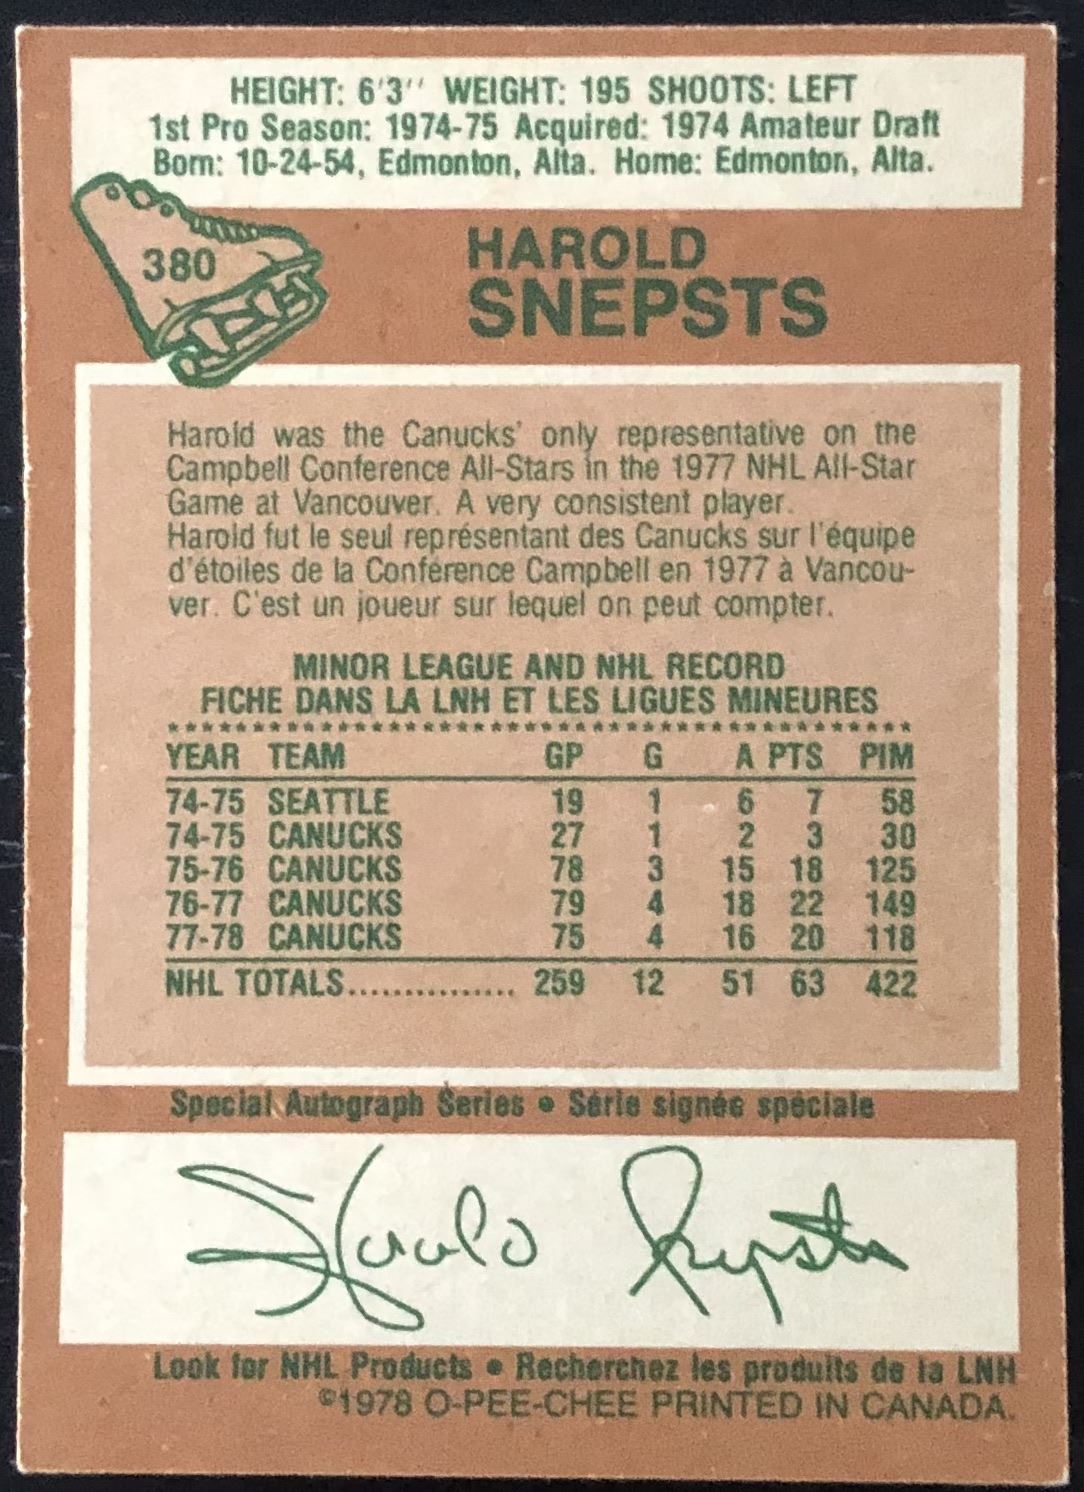 HEIGHT: 6'3'' WEIGHT: 195 SHOOTS: LEFT
1st Pro Season: 1974-75 Acquired: 1974 Amateur Draft
Born: 10-24-54, Edmonton, Alta. Home: Edmonton, Alta.
380
HAROLD
SNEPSTS
Harold was the Canucks' only representative on the
Campbell Conference All-Stars in the 1977 NHL All-Star
Game at Vancouver. A very consistent player.
Harold fut le seul représentant des Canucks sur l'équipe
d'étoiles de la Conférence Campbell en 1977 à Vancou-
ver. C'est un joueur sur lequel on peut compter.
MINOR LEAGUE AND NHL RECORD
FICHE DANS LA LNH ET LES LIGUES MINEURES
YEAR TEAM GP G A PTS PIM
74-75 SEATTLE 19 1 6 7 58
74-75 CANUCKS 27 1 2 3 30
75-76 CANUCKS 78 3 15 18 125
76-77 CANUCKS 79 4 18 22 149
77-78 CANUCKS 75 4 16 20 118
NHL TOTALS............... 259 12 51 63 422
Special Autograph Series • Série signée spéciale
Harold Snepsts
Look for NHL Products • Recherchez les produits de la LNH
©1978 O-PEE-CHEE PRINTED IN CANADA.